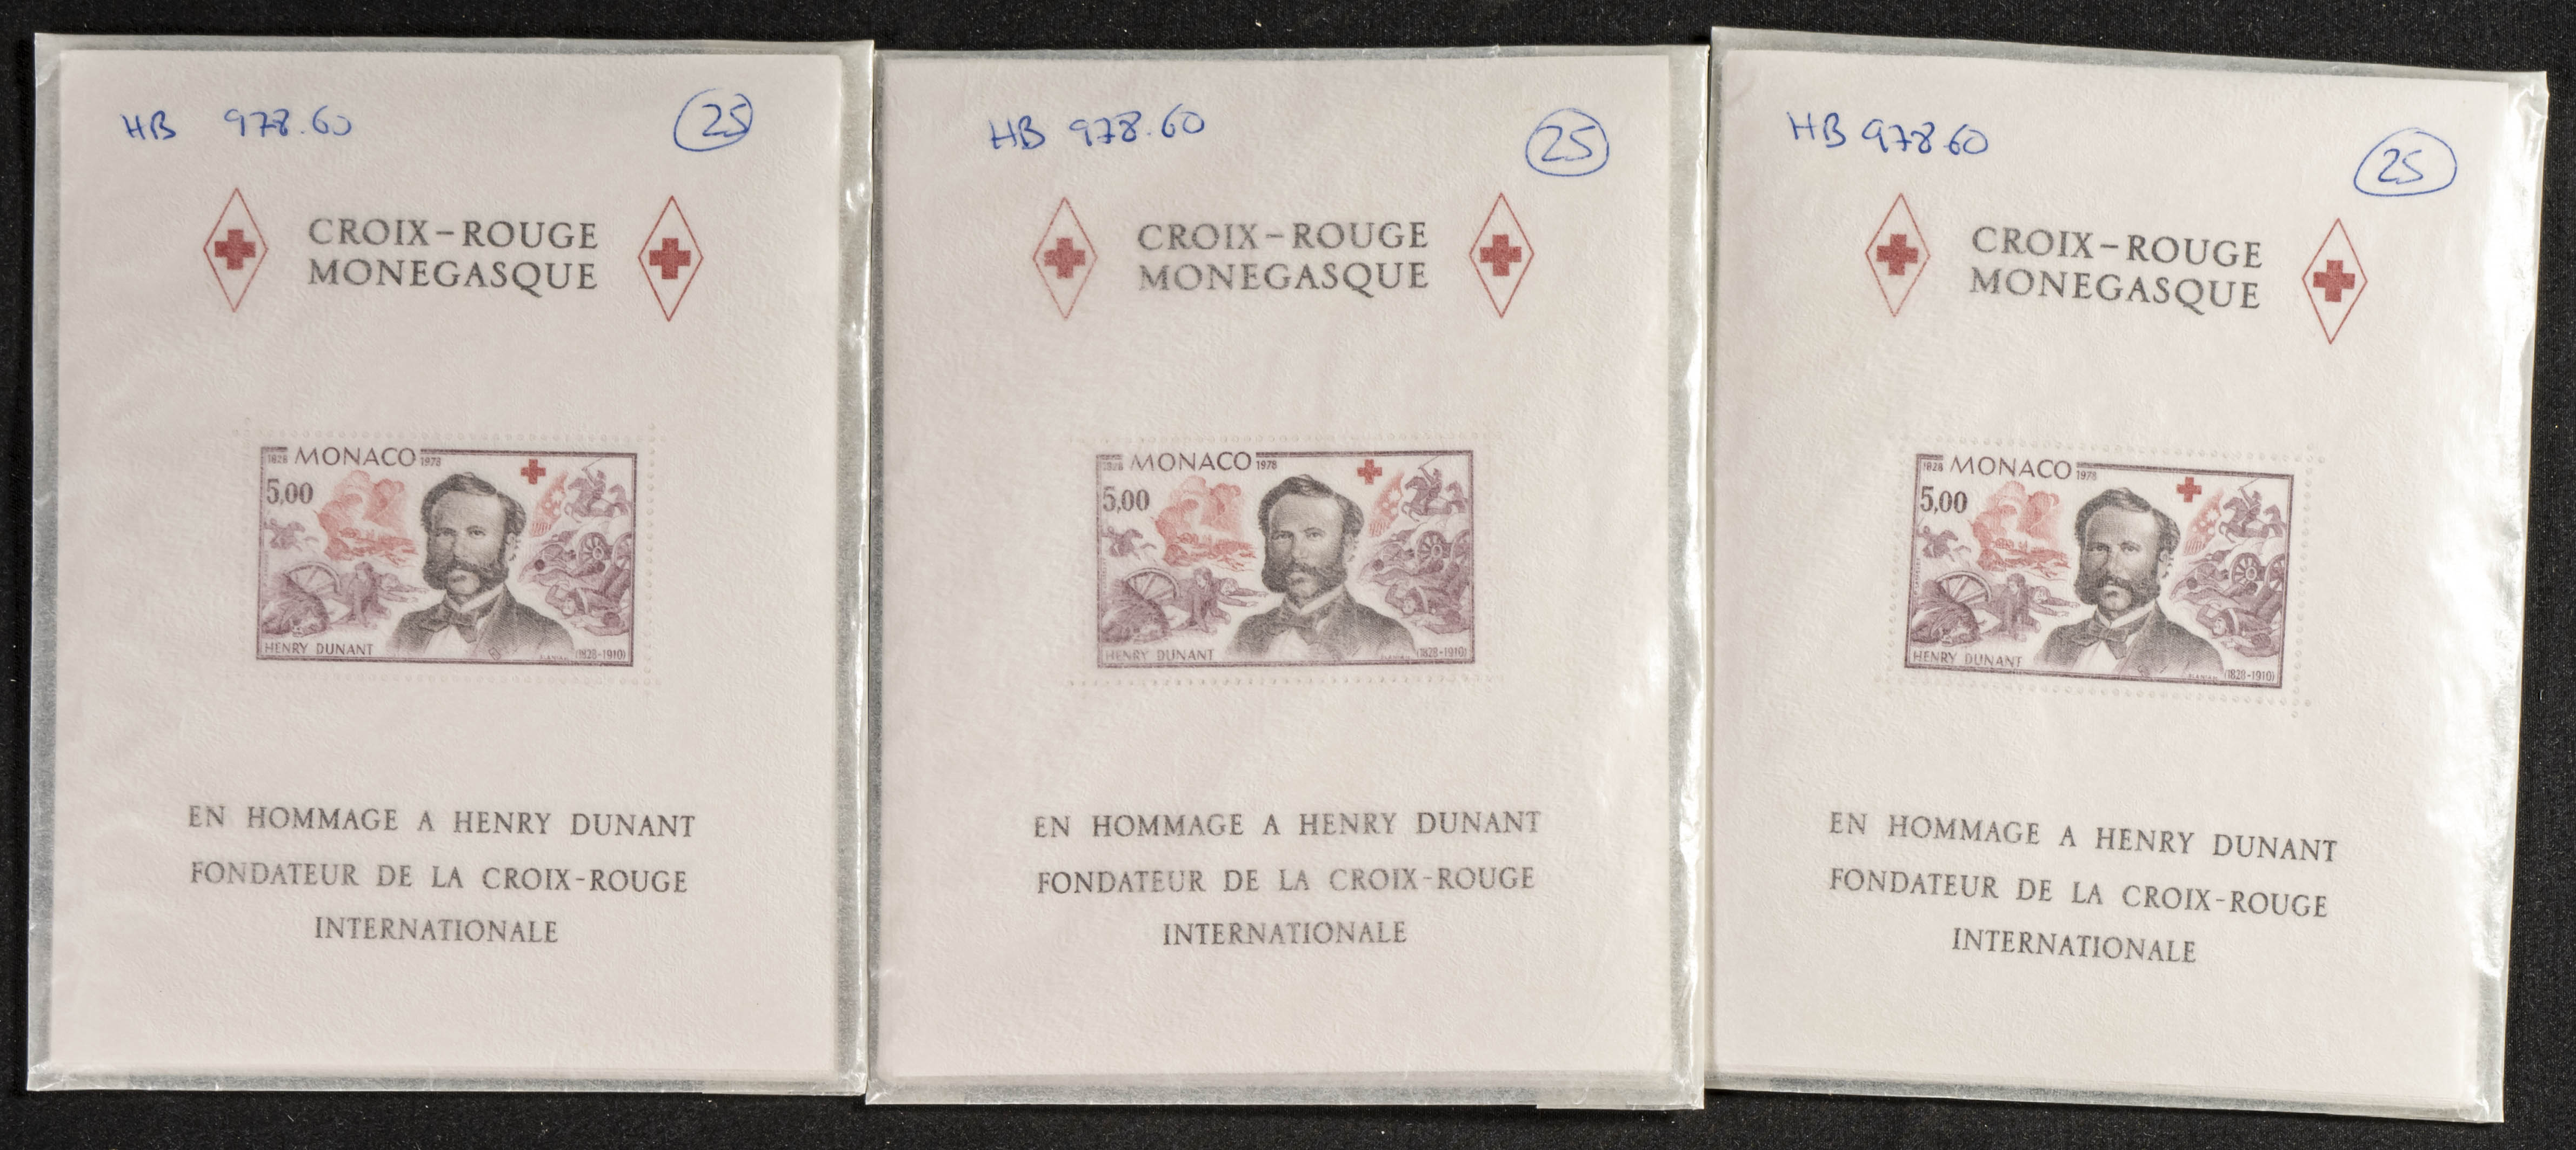 HB 978.60 25
CROIX-ROUGE
MONEGASQUE
1828 MONACO 1978
5,00
HENRY DUNANT (1828-1910)
EN HOMMAGE A HENRY DUNANT
FONDATEUR DE LA CROIX-ROUGE
INTERNATIONALE
HB 978.60 25
CROIX-ROUGE
MONEGASQUE
1828 MONACO 1978
5,00
HENRY DUNANT (1828-1910)
EN HOMMAGE A HENRY DUNANT
FONDATEUR DE LA CROIX-ROUGE
INTERNATIONALE
HB 978 60 25
CROIX-ROUGE
MONEGASQUE
1828 MONACO 1978
5,00
HENRY DUNANT (1828-1910)
EN HOMMAGE A HENRY DUNANT
FONDATEUR DE LA CROIX-ROUGE
INTERNATIONALE